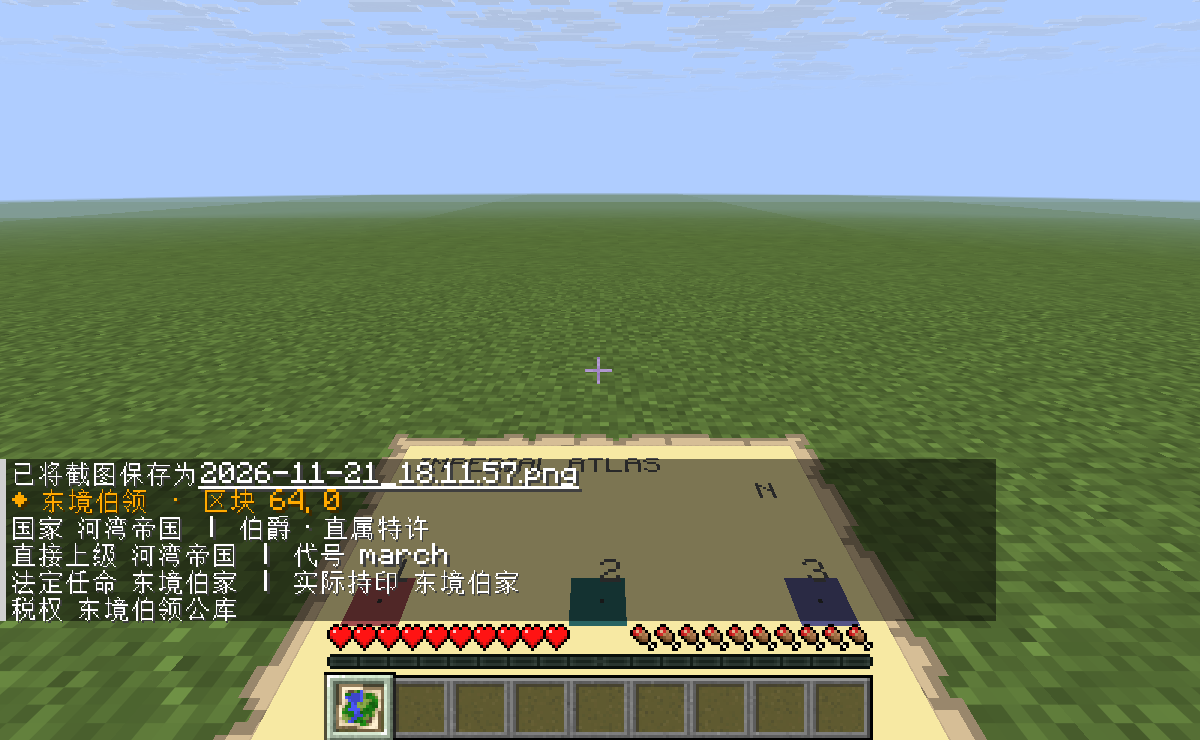 IMPERIAL ATLAS
N
已将截图保存为2026-11-21_18.11.57.png
✦ 东境伯领 · 区块 64, 0
国家 河湾帝国 | 伯爵 · 直属特许
直接上级 河湾帝国 | 代号 march
法定任命 东境伯家 | 实际持印 东境伯家
税权 东境伯领公库
1 2 3